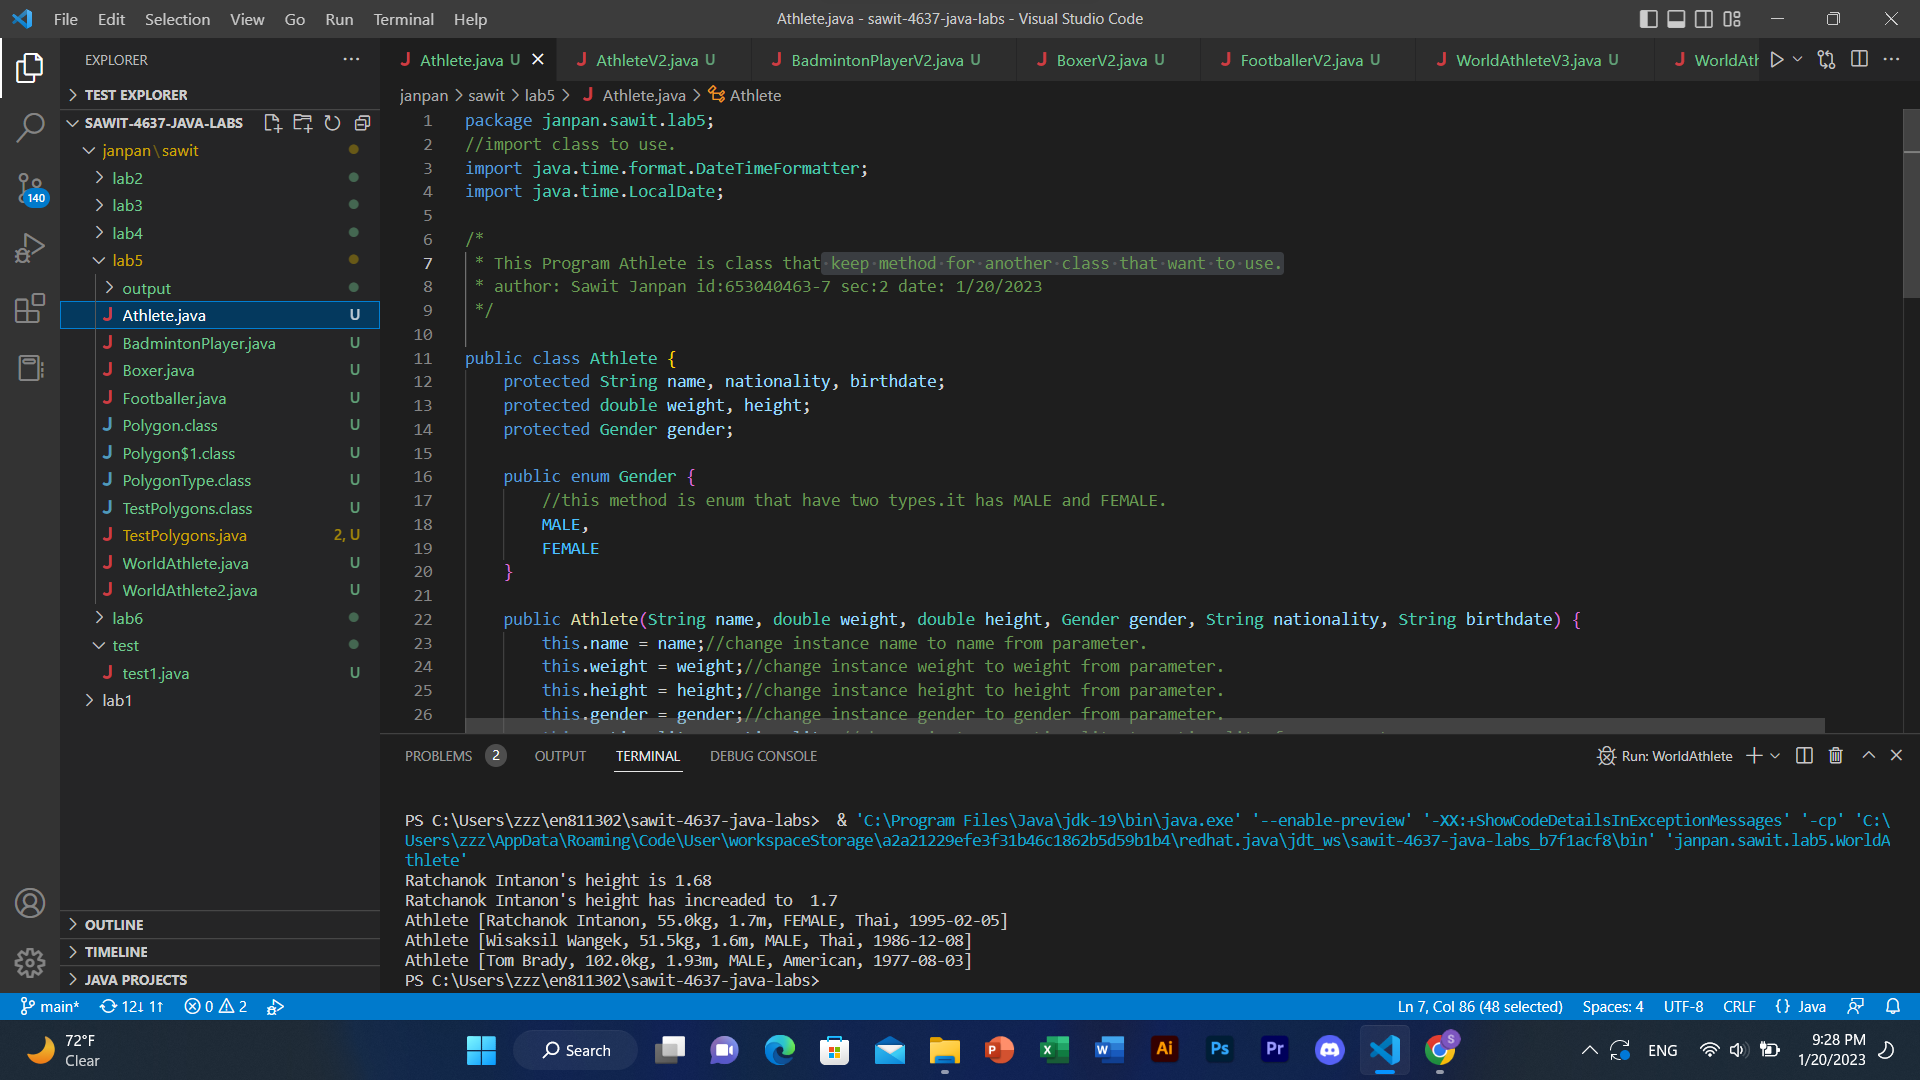 File Edit Selection View Go Run Terminal Help
Athlete.java - sawit-4637-java-labs - Visual Studio Code
EXPLORER
Athlete.java U
AthleteV2.java U
BadmintonPlayerV2.java U
BoxerV2.java U
FootballerV2.java U
WorldAthleteV3.java U
WorldAth
TEST EXPLORER
SAWIT-4637-JAVA-LABS
janpan\sawit
lab2
lab3
lab4
lab5
output
Athlete.java U
BadmintonPlayer.java U
Boxer.java U
Footballer.java U
Polygon.class U
Polygon$1.class U
PolygonType.class U
TestPolygons.class U
TestPolygons.java 2, U
WorldAthlete.java U
WorldAthlete2.java U
lab6
test
test1.java U
lab1
140
OUTLINE
TIMELINE
JAVA PROJECTS
janpan > sawit > lab5 > Athlete.java > Athlete
1 package janpan.sawit.lab5;
2 //import class to use.
3 import java.time.format.DateTimeFormatter;
4 import java.time.LocalDate;
5
6 /*
7 * This Program Athlete is class that keep method for another class that want to use.
8 * author: Sawit Janpan id:653040463-7 sec:2 date: 1/20/2023
9 */
10
11 public class Athlete {
12 protected String name, nationality, birthdate;
13 protected double weight, height;
14 protected Gender gender;
15
16 public enum Gender {
17 //this method is enum that have two types.it has MALE and FEMALE.
18 MALE,
19 FEMALE
20 }
21
22 public Athlete(String name, double weight, double height, Gender gender, String nationality, String birthdate) {
23 this.name = name;//change instance name to name from parameter.
24 this.weight = weight;//change instance weight to weight from parameter.
25 this.height = height;//change instance height to height from parameter.
26 this.gender = gender;//change instance gender to gender from parameter.
PROBLEMS 2 OUTPUT TERMINAL DEBUG CONSOLE
Run: WorldAthlete
PS C:\Users\zzz\en811302\sawit-4637-java-labs>  & 'C:\Program Files\Java\jdk-19\bin\java.exe' '--enable-preview' '-XX:+ShowCodeDetailsInExceptionMessages' '-cp' 'C:\
Users\zzz\AppData\Roaming\Code\User\workspaceStorage\a2a21229efe3f31b46c1862b5d59b1b4\redhat.java\jdt_ws\sawit-4637-java-labs_b7f1acf8\bin' 'janpan.sawit.lab5.WorldA
thlete'
Ratchanok Intanon's height is 1.68
Ratchanok Intanon's height has increaded to  1.7
Athlete [Ratchanok Intanon, 55.0kg, 1.7m, FEMALE, Thai, 1995-02-05]
Athlete [Wisaksil Wangek, 51.5kg, 1.6m, MALE, Thai, 1986-12-08]
Athlete [Tom Brady, 102.0kg, 1.93m, MALE, American, 1977-08-03]
PS C:\Users\zzz\en811302\sawit-4637-java-labs>
main* 12↓ 1↑ 0 2
Ln 7, Col 86 (48 selected) Spaces: 4 UTF-8 CRLF {} Java
72°F
Clear
Search
Ai
Ps
Pr
S
ENG
9:28 PM
1/20/2023